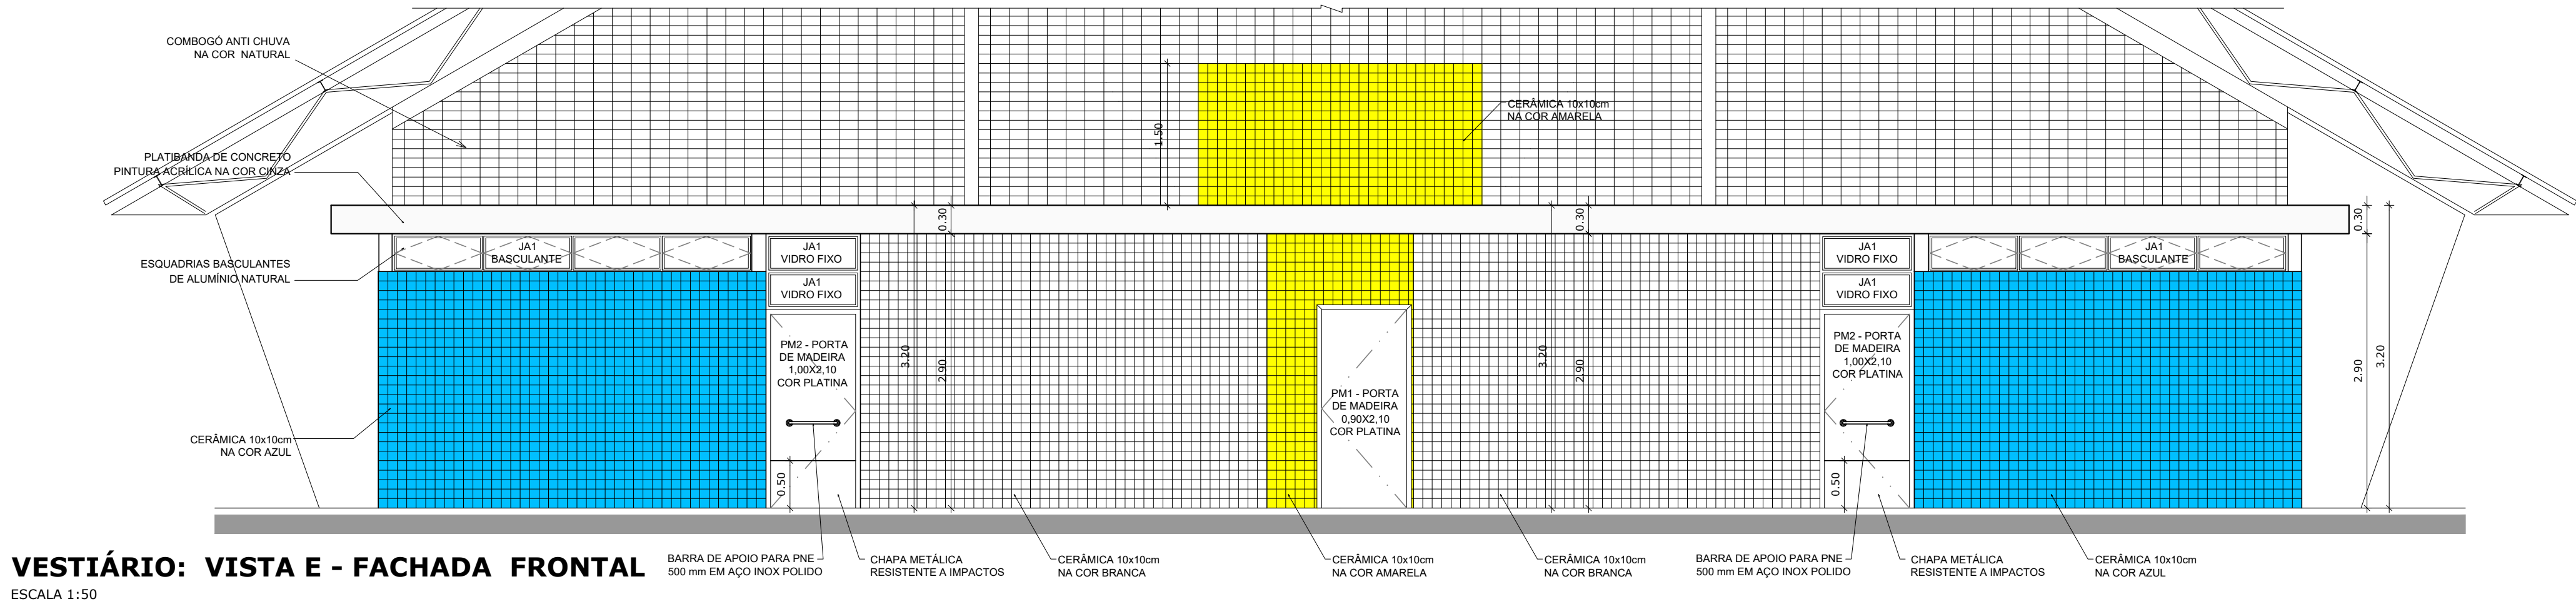 COMBOGÓ ANTI CHUVA
NA COR NATURAL
CERÂMICA 10x10cm
NA COR AMARELA
1.50
PLATIBANDA DE CONCRETO
PINTURA ACRÍLICA NA COR CINZA
0.30
0.30
0.30
ESQUADRIAS BASCULANTES
DE ALUMÍNIO NATURAL
JA1
BASCULANTE
JA1
VIDRO FIXO
JA1
VIDRO FIXO
JA1
VIDRO FIXO
JA1
VIDRO FIXO
JA1
BASCULANTE
PM2 - PORTA
DE MADEIRA
1,00X2,10
COR PLATINA
3.20
2.90
PM1 - PORTA
DE MADEIRA
0,90X2,10
COR PLATINA
3.20
2.90
PM2 - PORTA
DE MADEIRA
1,00X2,10
COR PLATINA
2.90
3.20
CERÂMICA 10x10cm
NA COR AZUL
0.50
0.50
VESTIÁRIO: VISTA E - FACHADA FRONTAL
ESCALA 1:50
BARRA DE APOIO PARA PNE
500 mm EM AÇO INOX POLIDO
CHAPA METÁLICA
RESISTENTE A IMPACTOS
CERÂMICA 10x10cm
NA COR BRANCA
CERÂMICA 10x10cm
NA COR AMARELA
CERÂMICA 10x10cm
NA COR BRANCA
BARRA DE APOIO PARA PNE
500 mm EM AÇO INOX POLIDO
CHAPA METÁLICA
RESISTENTE A IMPACTOS
CERÂMICA 10x10cm
NA COR AZUL